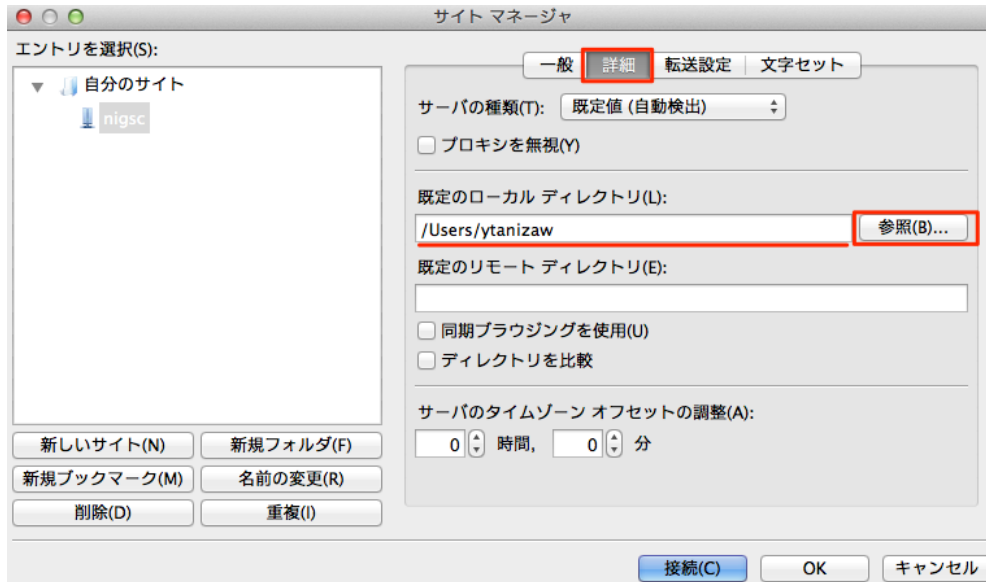 サイト マネージャ
エントリを選択(S):
自分のサイト
nigsc
新しいサイト(N)
新規フォルダ(F)
新規ブックマーク(M)
名前の変更(R)
削除(D)
重複(I)
一般
詳細
転送設定
文字セット
サーバの種類(T):
既定値 (自動検出)
プロキシを無視(Y)
既定のローカル ディレクトリ(L):
/Users/ytanizaw
参照(B)...
既定のリモート ディレクトリ(E):
同期ブラウジングを使用(U)
ディレクトリを比較
サーバのタイムゾーン オフセットの調整(A):
0 時間, 0 分
接続(C)
OK
キャンセル